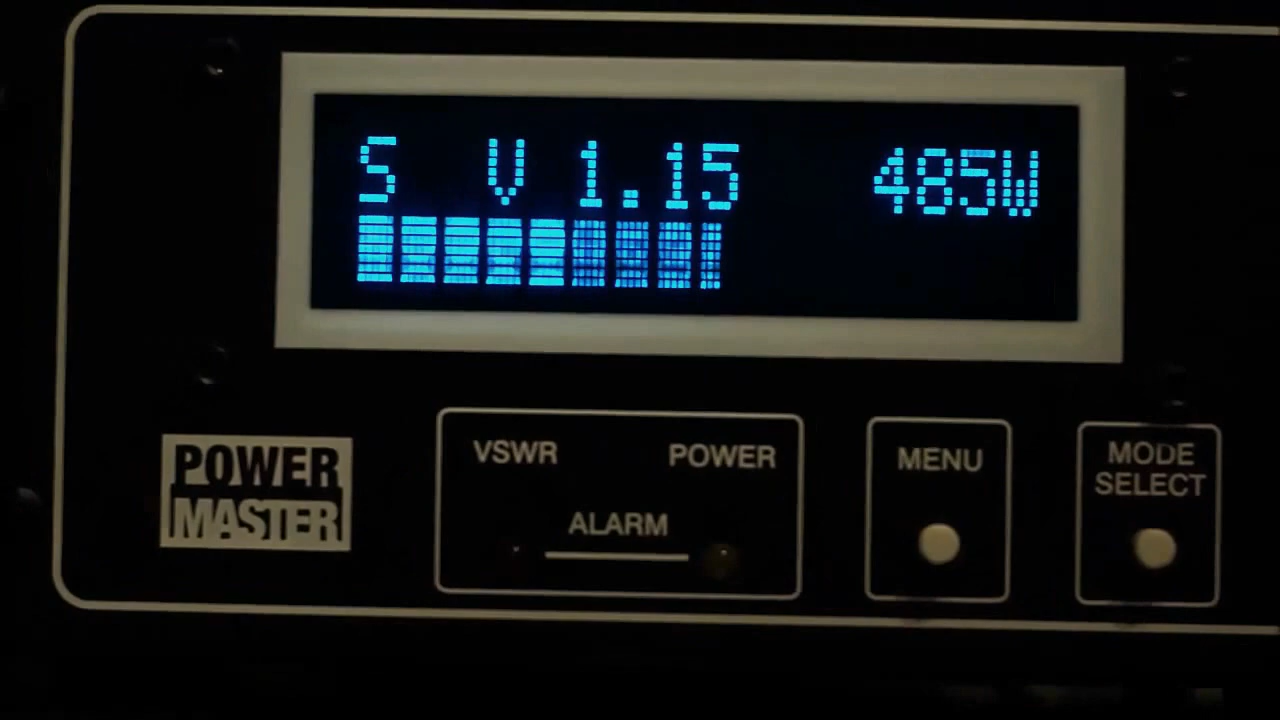 S V 1.15 485W
POWER
MASTER
VSWR POWER
ALARM
MENU
MODE
SELECT